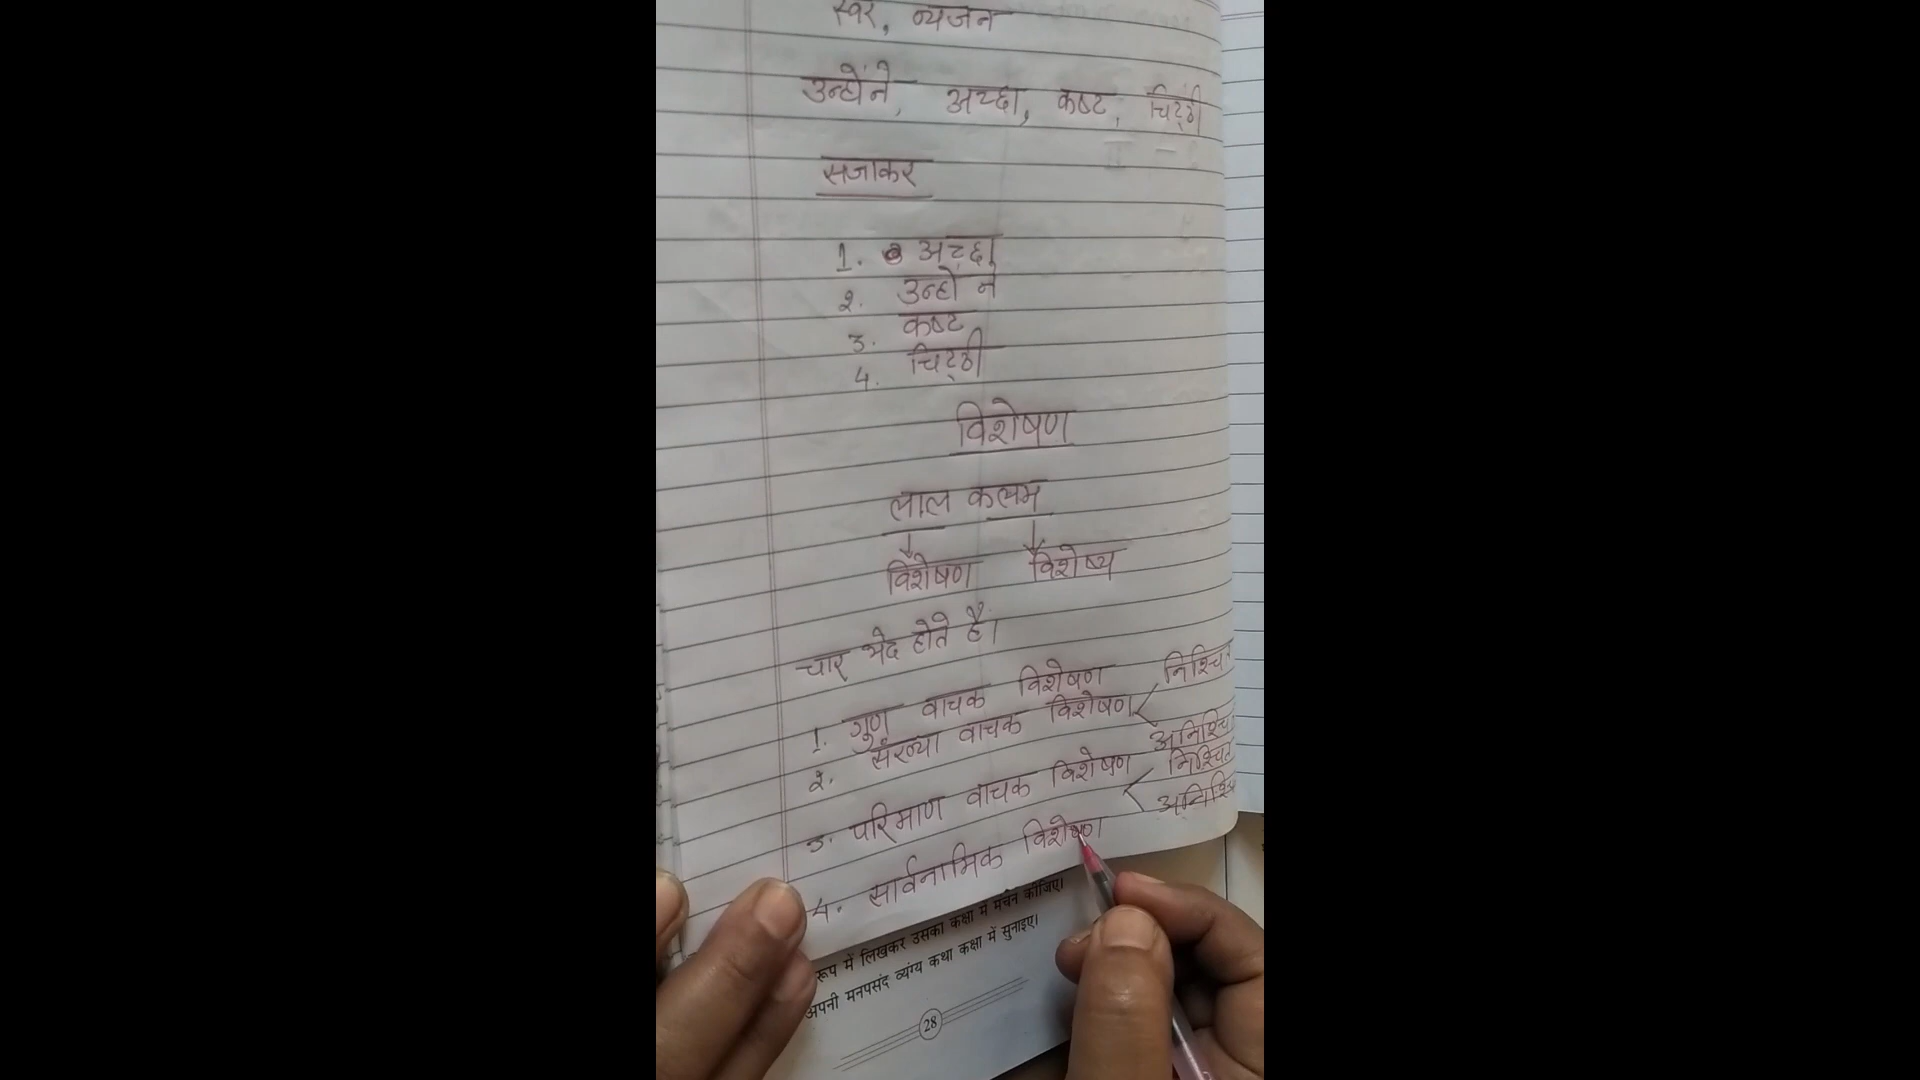 स्वर, व्यंजन
उन्होंने, अच्छा, कष्ट, चिट्ठी
सजाकर
1. अच्छा
2. उन्होंने
3. कष्ट
4. चिट्ठी
विशेषण
लाल कलम
विशेषण विशेष्य
चार भेद होते है।
1. गुण वाचक विशेषण
निश्चि
2. संख्या वाचक विशेषण
अनिश्चि
निश्चित
3. परिमाण वाचक विशेषण
अनिश्चि
4. सार्वनामिक विशेषण
रूप में लिखकर उसका कक्षा में मंचन कीजिए।
अपनी मनपसंद व्यंग्य कथा कक्षा में सुनाइए।
28